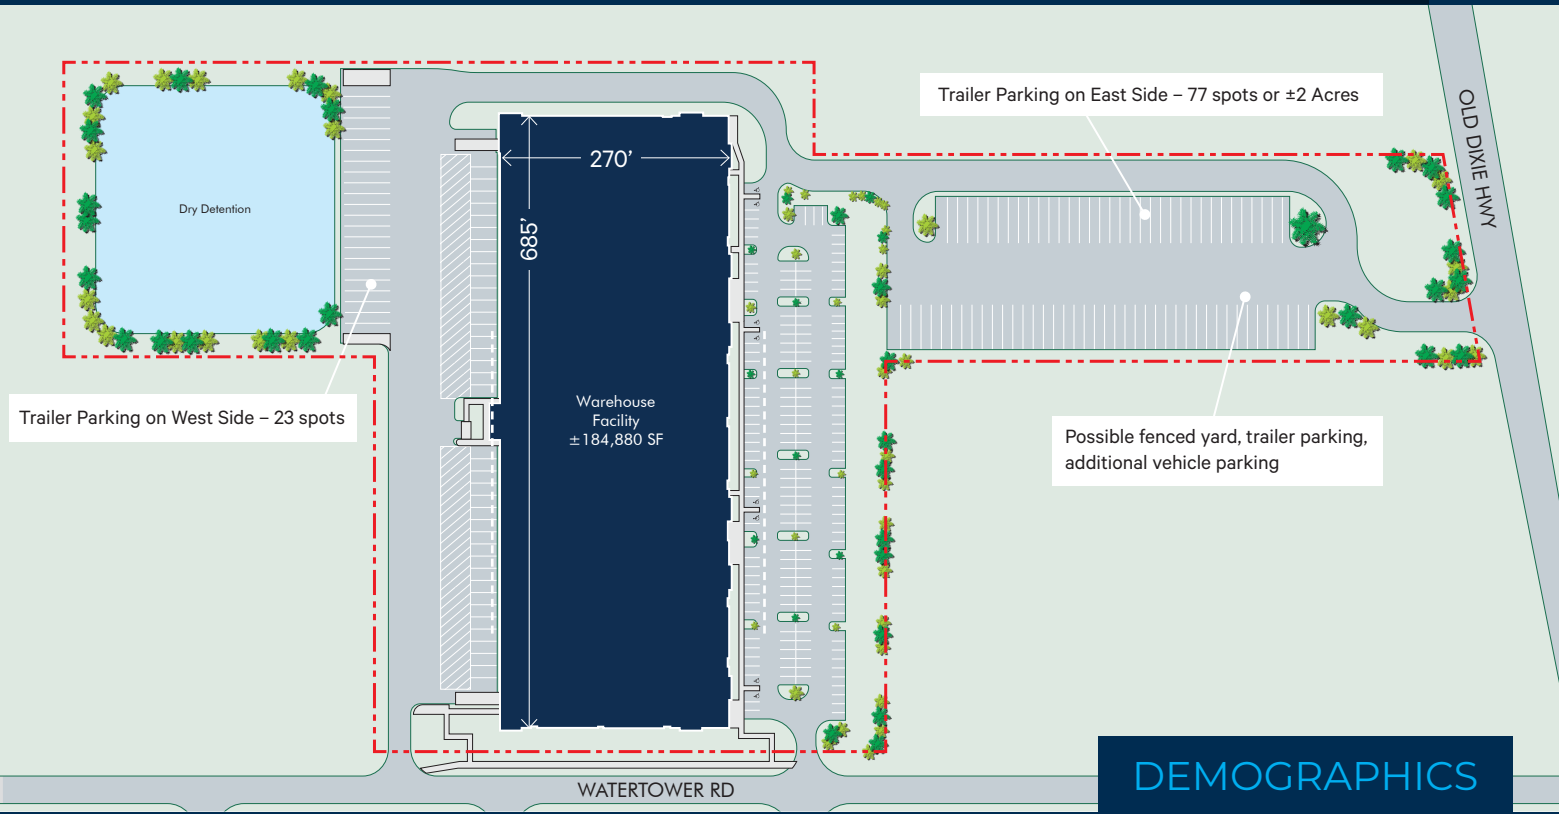 Trailer Parking on East Side – 77 spots or ±2 Acres
OLD DIXIE HWY
270’
Dry Detention
685’
Trailer Parking on West Side – 23 spots
Warehouse
Facility
±184,880 SF
Possible fenced yard, trailer parking,
additional vehicle parking
DEMOGRAPHICS
WATERTOWER RD